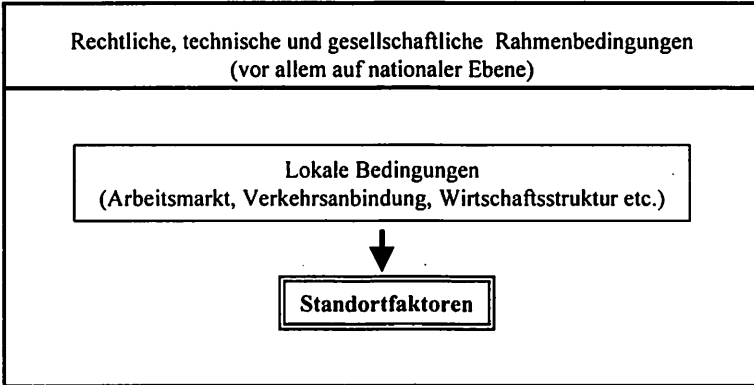 Rechtliche, technische und gesellschaftliche Rahmenbedingungen
(vor allem auf nationaler Ebene)
Lokale Bedingungen
(Arbeitsmarkt, Verkehrsanbindung, Wirtschaftsstruktur etc.)
Standortfaktoren